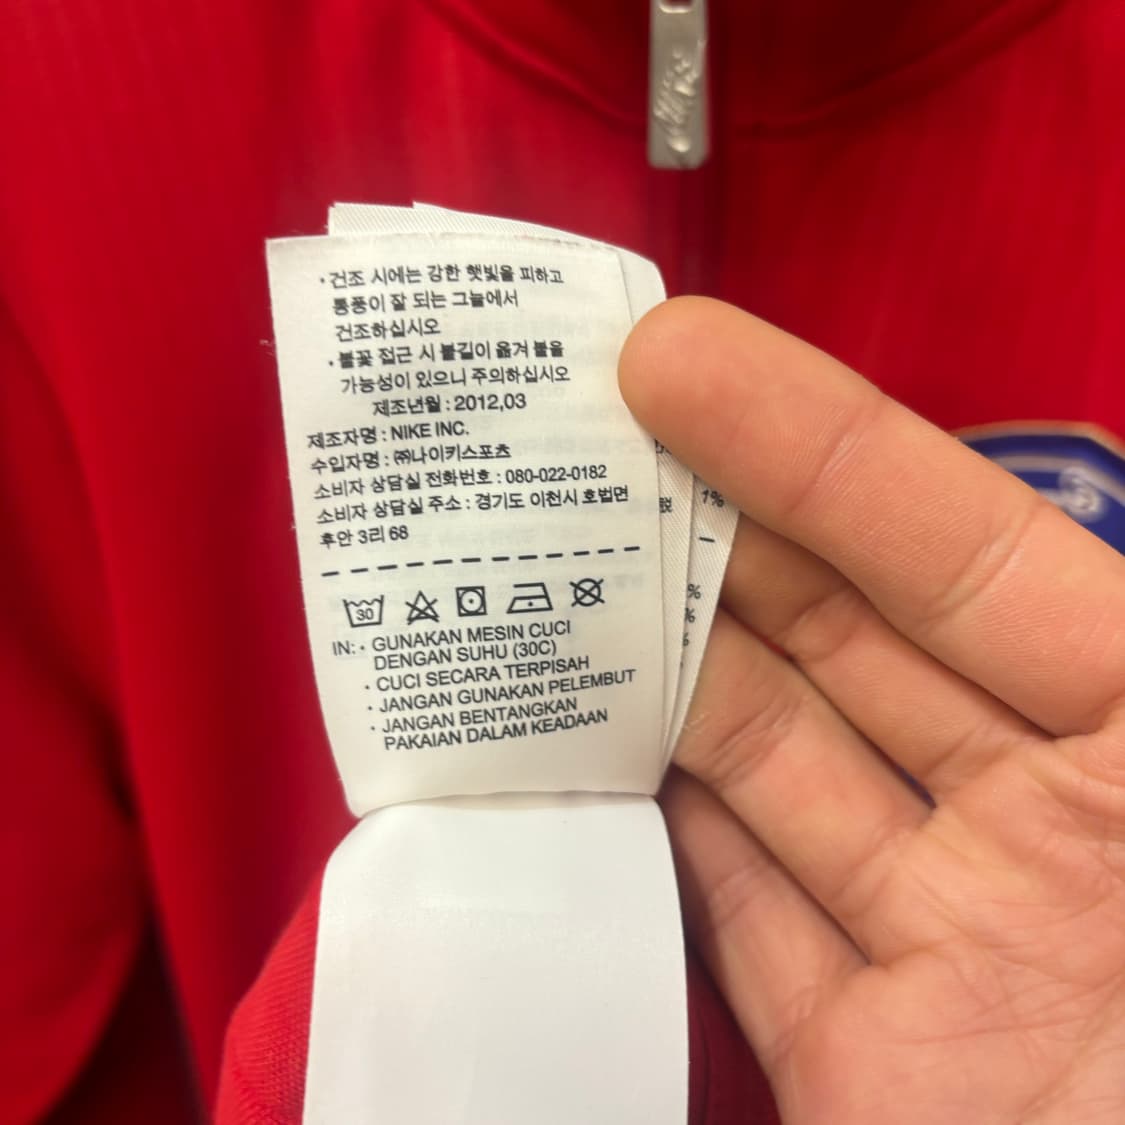 • 건조 시에는 강한 햇빛을 피하고
통풍이 잘 되는 그늘에서
건조하십시오
• 불꽃 접근 시 불길이 옮겨 붙을
가능성이 있으니 주의하십시오
제조년월 : 2012,03
제조자명 : NIKE INC.
수입자명 : ㈜나이키스포츠
소비자 상담실 전화번호 : 080-022-0182
소비자 상담실 주소 : 경기도 이천시 호법면
후안 3리 68
30
IN: • GUNAKAN MESIN CUCI
DENGAN SUHU (30C)
• CUCI SECARA TERPISAH
• JANGAN GUNAKAN PELEMBUT
• JANGAN BENTANGKAN
PAKAIAN DALAM KEADAAN
1%
%
%